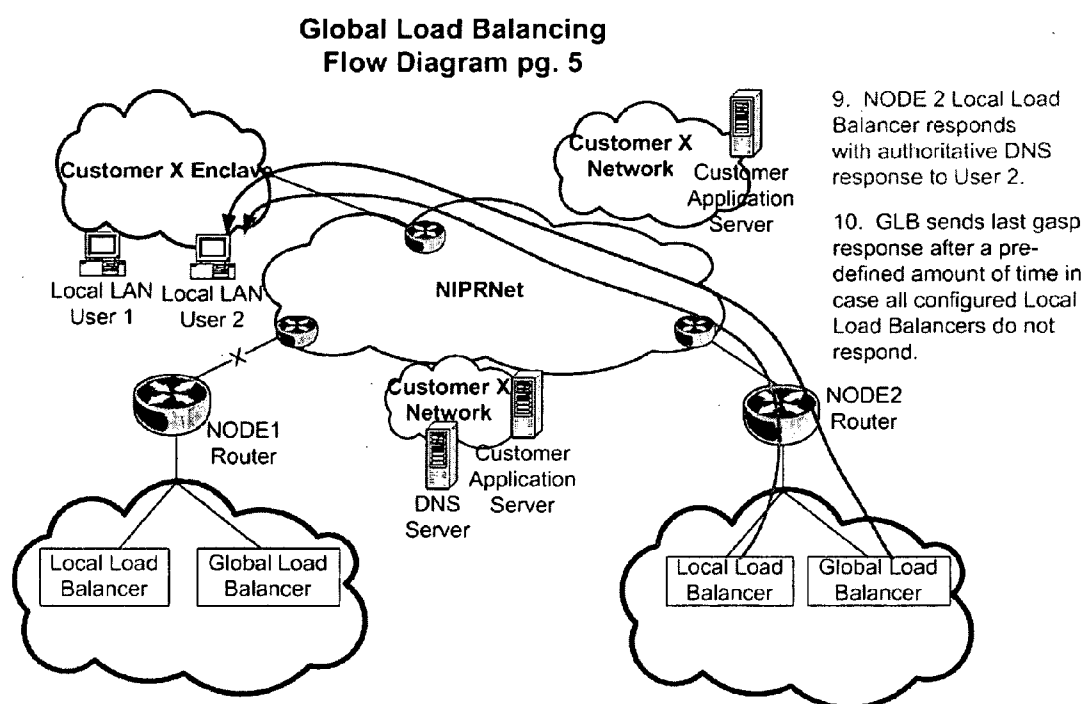 Global Load Balancing
Flow Diagram pg. 5
9. NODE 2 Local Load
Balancer responds
with authoritative DNS
response to User 2.
10. GLB sends last gasp
response after a pre-
defined amount of time in
case all configured Local
Load Balancers do not
respond.
Customer X Enclave
Customer X
Network
Customer
Application
Server
Local LAN
User 1
Local LAN
User 2
NIPRNet
X
Customer X
Network
NODE1
Router
NODE2
Router
DNS
Server
Customer
Application
Server
Local Load
Balancer
Global Load
Balancer
Local Load
Balancer
Global Load
Balancer